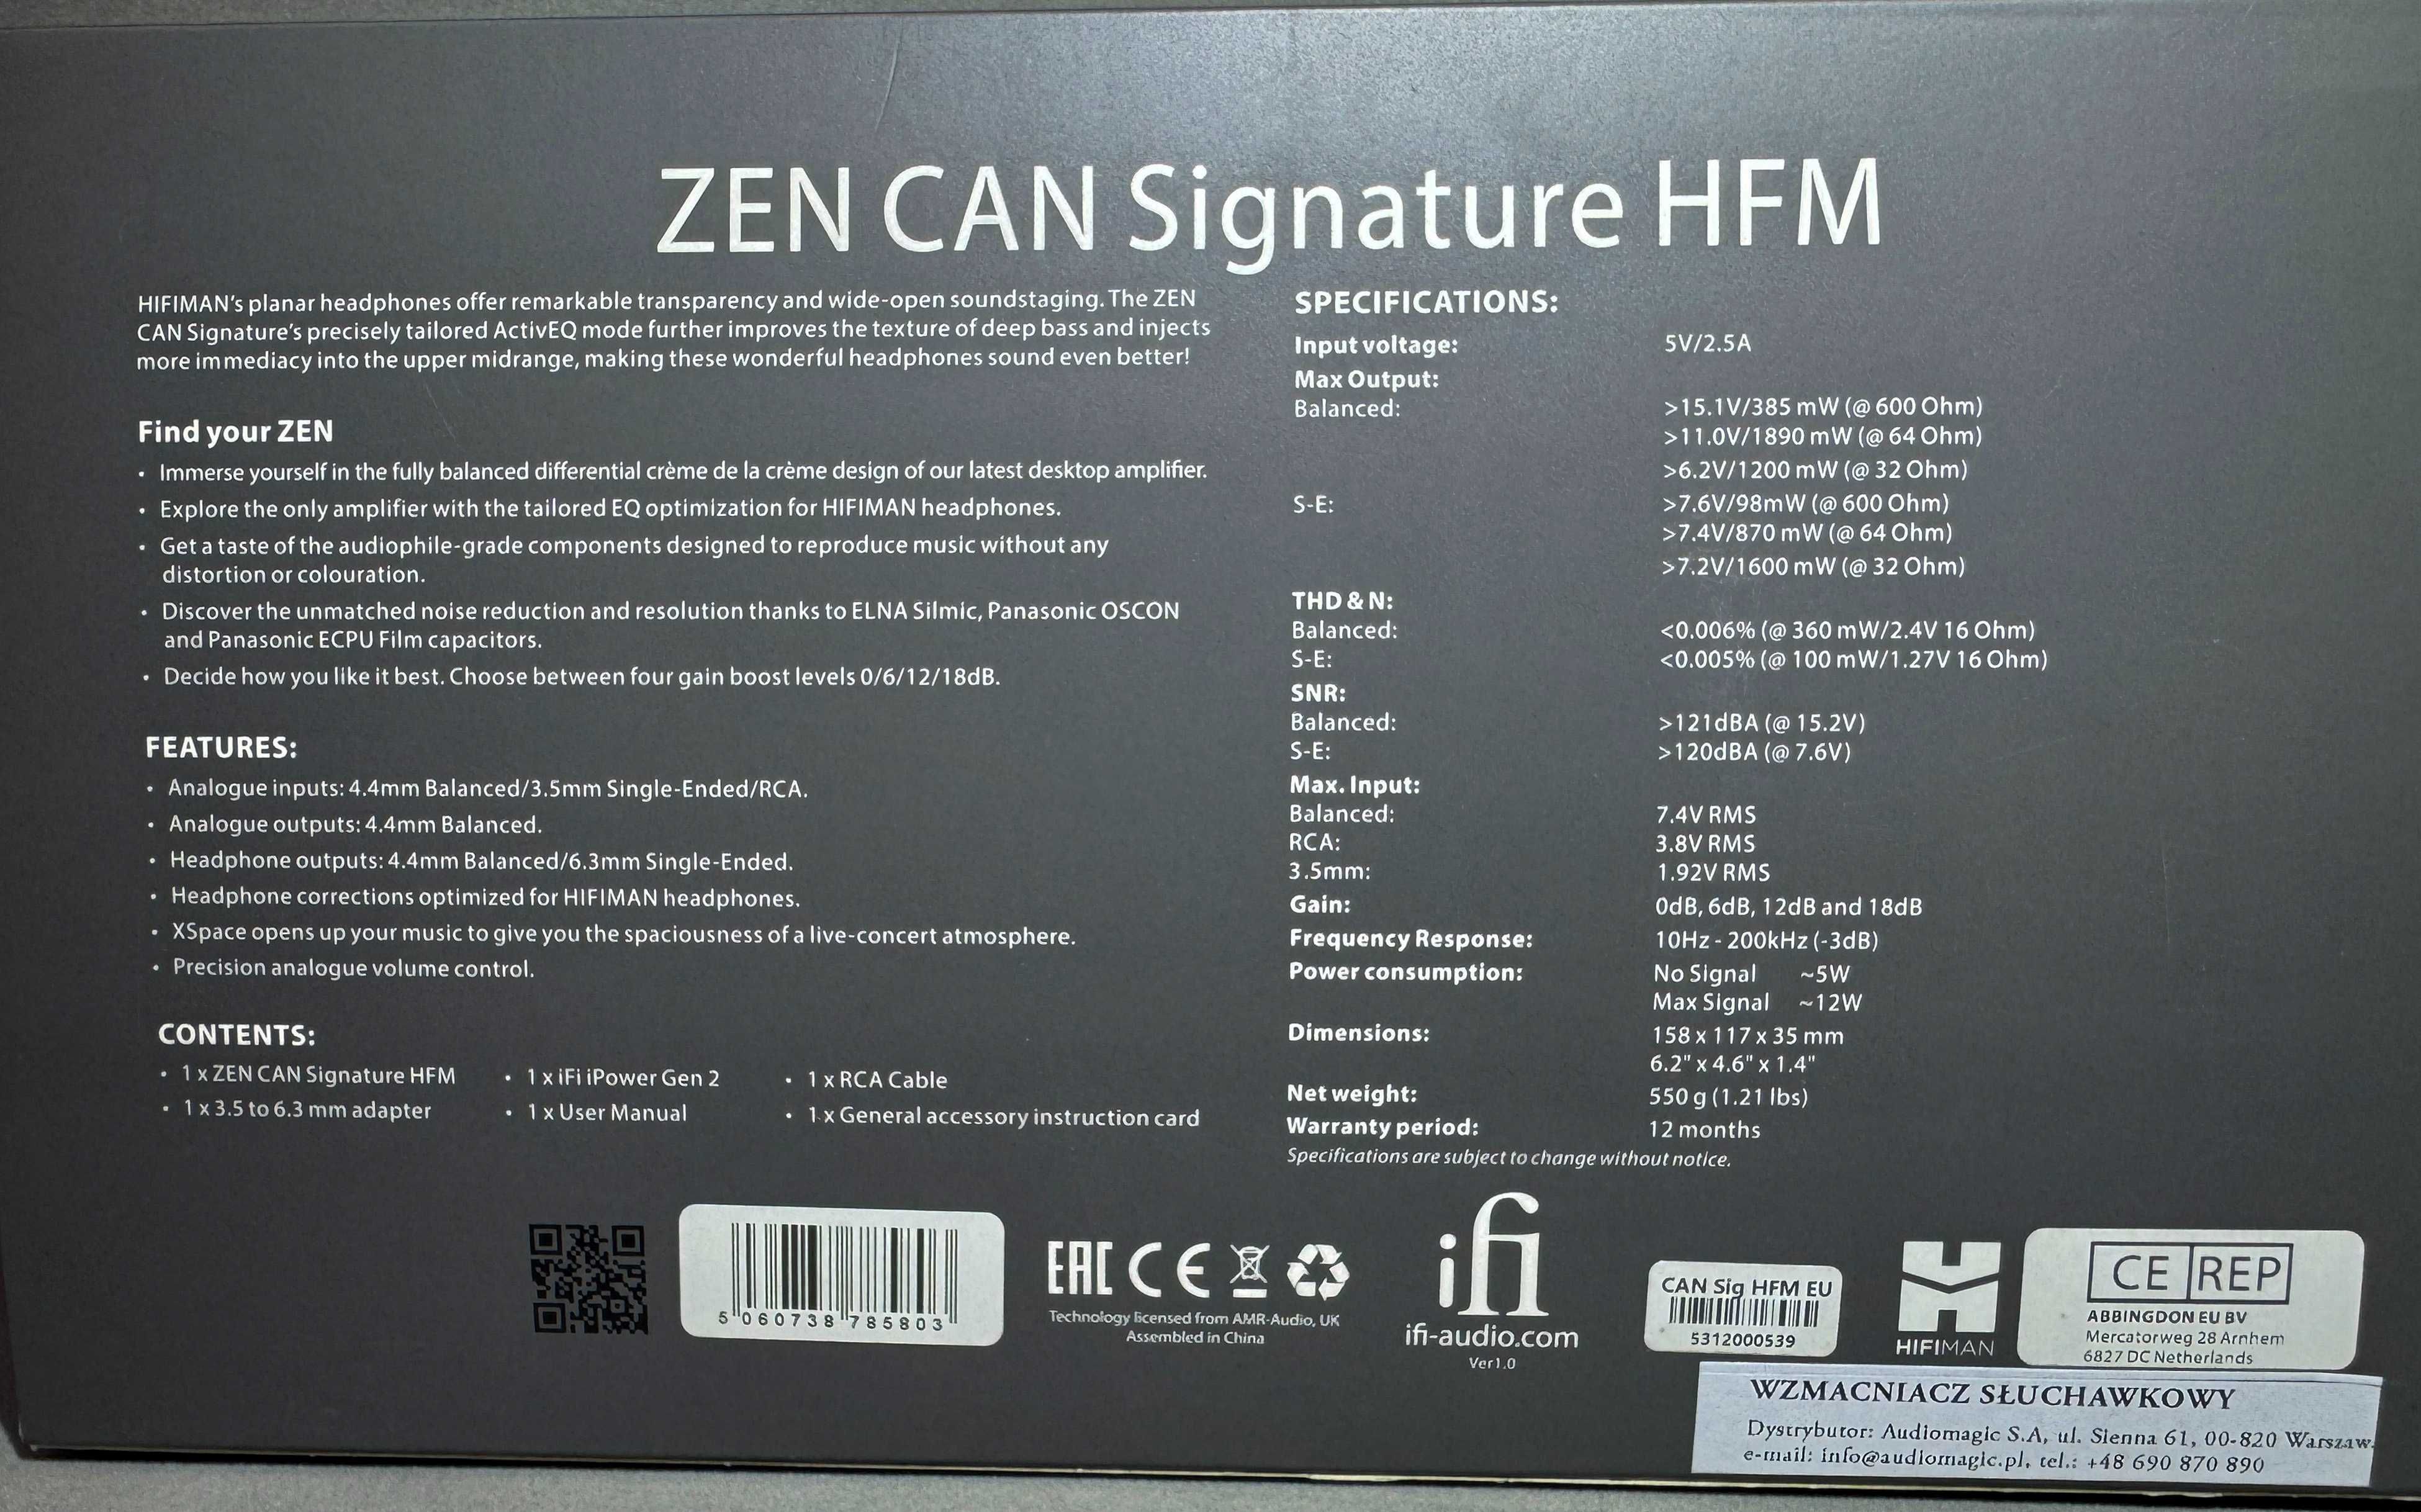 ZEN CAN Signature HFM
HIFIMAN's planar headphones offer remarkable transparency and wide-open soundstaging. The ZEN
CAN Signature's precisely tailored ActivEQ mode further improves the texture of deep bass and injects
more immediacy into the upper midrange, making these wonderful headphones sound even better!
Find your ZEN
• Immerse yourself in the fully balanced differential crème de la crème design of our latest desktop amplifier.
• Explore the only amplifier with the tailored EQ optimization for HIFIMAN headphones.
• Get a taste of the audiophile-grade components designed to reproduce music without any
distortion or colouration.
• Discover the unmatched noise reduction and resolution thanks to ELNA Silmic, Panasonic OSCON
and Panasonic ECPU Film capacitors.
• Decide how you like it best. Choose between four gain boost levels 0/6/12/18dB.
FEATURES:
• Analogue inputs: 4.4mm Balanced/3.5mm Single-Ended/RCA.
• Analogue outputs: 4.4mm Balanced.
• Headphone outputs: 4.4mm Balanced/6.3mm Single-Ended.
• Headphone corrections optimized for HIFIMAN headphones.
• XSpace opens up your music to give you the spaciousness of a live-concert atmosphere.
• Precision analogue volume control.
CONTENTS:
• 1 x ZEN CAN Signature HFM • 1 x iFi iPower Gen 2 • 1 x RCA Cable
• 1 x 3.5 to 6.3 mm adapter • 1 x User Manual • 1 x General accessory instruction card
SPECIFICATIONS:
Input voltage: 5V/2.5A
Max Output:
Balanced: >15.1V/385 mW (@ 600 Ohm)
>11.0V/1890 mW (@ 64 Ohm)
>6.2V/1200 mW (@ 32 Ohm)
S-E: >7.6V/98mW (@ 600 Ohm)
>7.4V/870 mW (@ 64 Ohm)
>7.2V/1600 mW (@ 32 Ohm)
THD & N:
Balanced: <0.006% (@ 360 mW/2.4V 16 Ohm)
S-E: <0.005% (@ 100 mW/1.27V 16 Ohm)
SNR:
Balanced: >121dBA (@ 15.2V)
S-E: >120dBA (@ 7.6V)
Max. Input:
Balanced: 7.4V RMS
RCA: 3.8V RMS
3.5mm: 1.92V RMS
Gain: 0dB, 6dB, 12dB and 18dB
Frequency Response: 10Hz - 200kHz (-3dB)
Power consumption: No Signal ~5W
Max Signal ~12W
Dimensions: 158 x 117 x 35 mm
6.2" x 4.6" x 1.4"
Net weight: 550 g (1.21 lbs)
Warranty period: 12 months
Specifications are subject to change without notice.
5 060738 785803
EAC CE
Technology licensed from AMR-Audio, UK
Assembled in China
ifi
ifi-audio.com
Ver1.0
CAN Sig HFM EU
5312000539
HIFIMAN
CE REP
ABBINGDON EU BV
Mercatorweg 28 Arnhem
6827 DC Netherlands
WZMACNIACZ SŁUCHAWKOWY
Dystrybutor: Audiomagic S.A, ul. Sienna 61, 00-820 Warszaw
e-mail: info@audiomagic.pl, tel.: +48 690 870 890